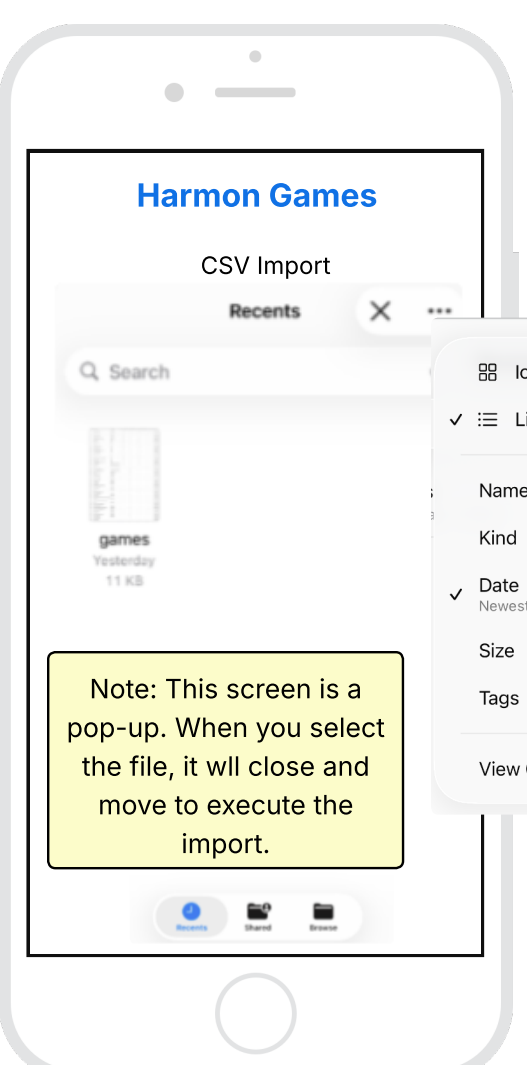 Harmon Games
CSV Import
Recents
Search
games
Yesterday
11 KB
Name
Kind
Date
Newest
Size
Tags
View
Note: This screen is a
pop-up. When you select
the file, it wll close and
move to execute the
import.
Recents
Shared
Browse